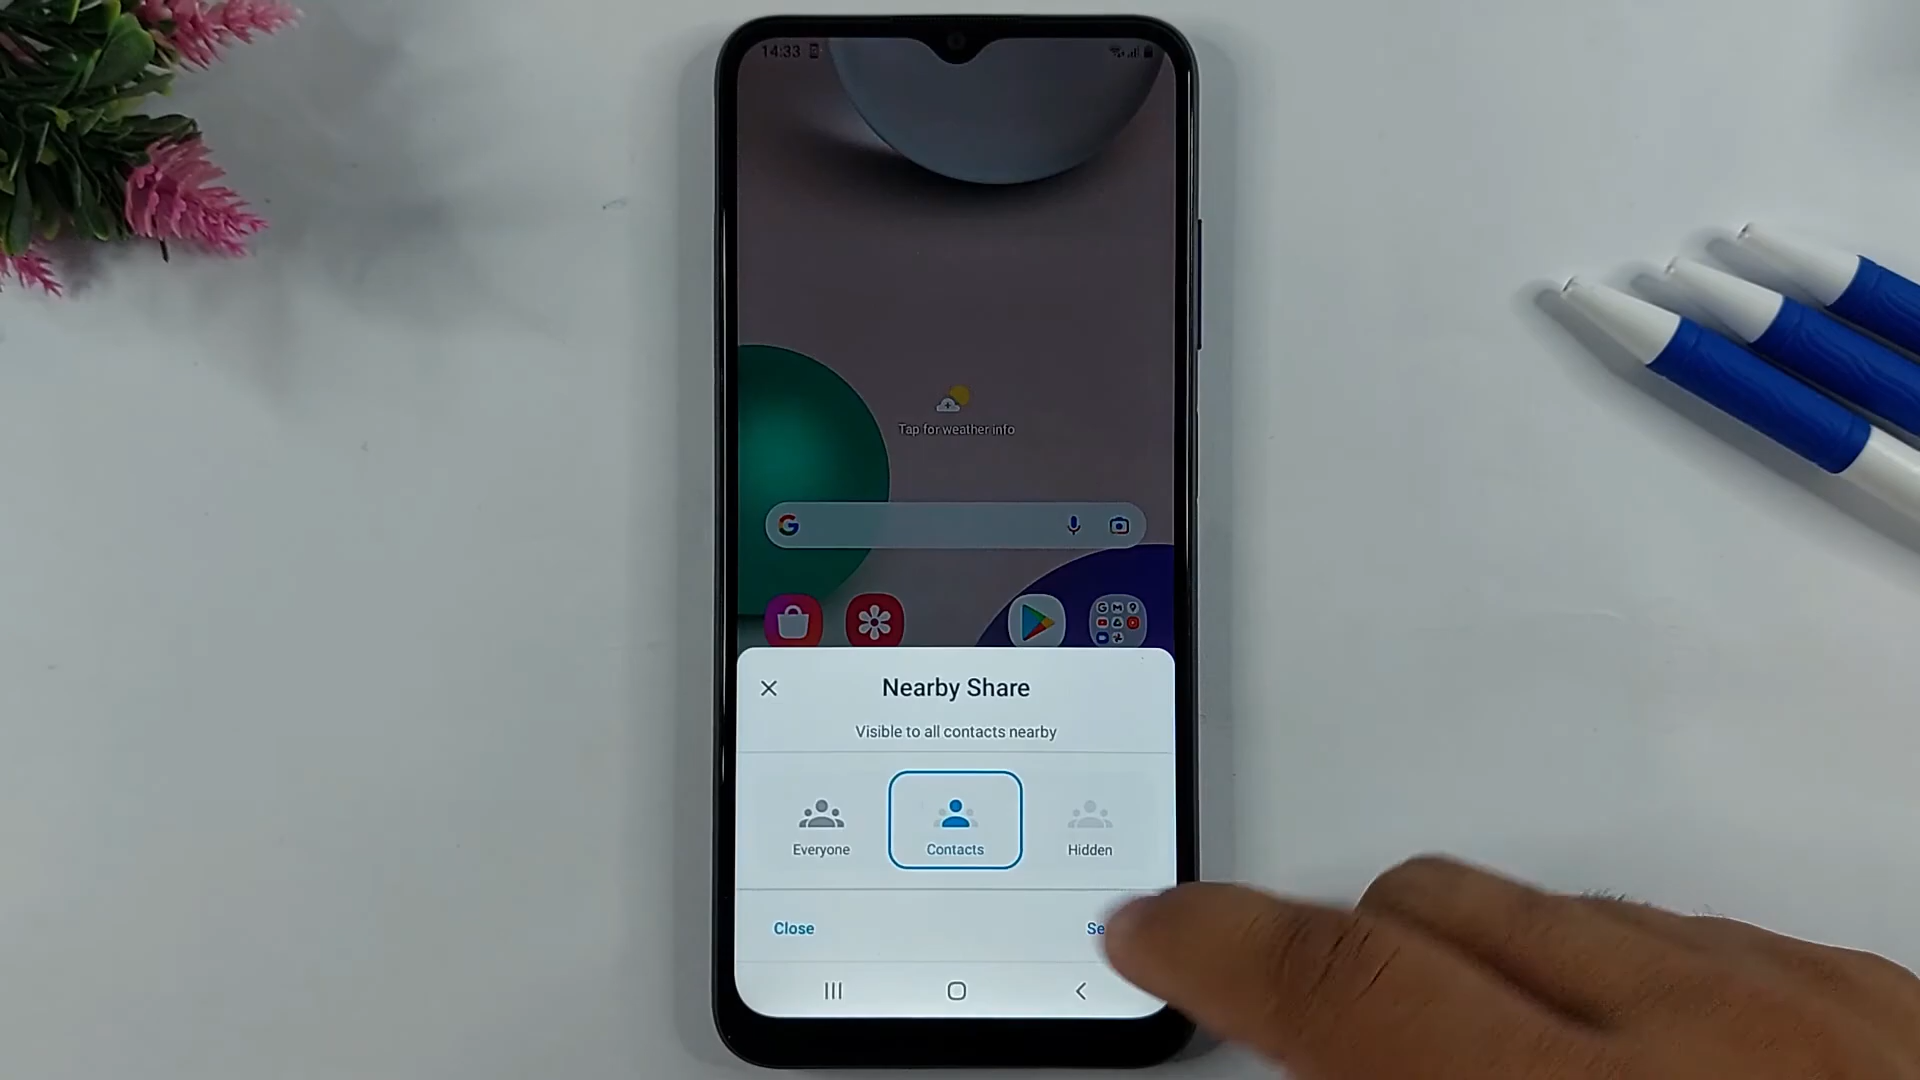 14:33
Tap for weather info
Nearby Share
Visible to all contacts nearby
Everyone
Contacts
Hidden
Close